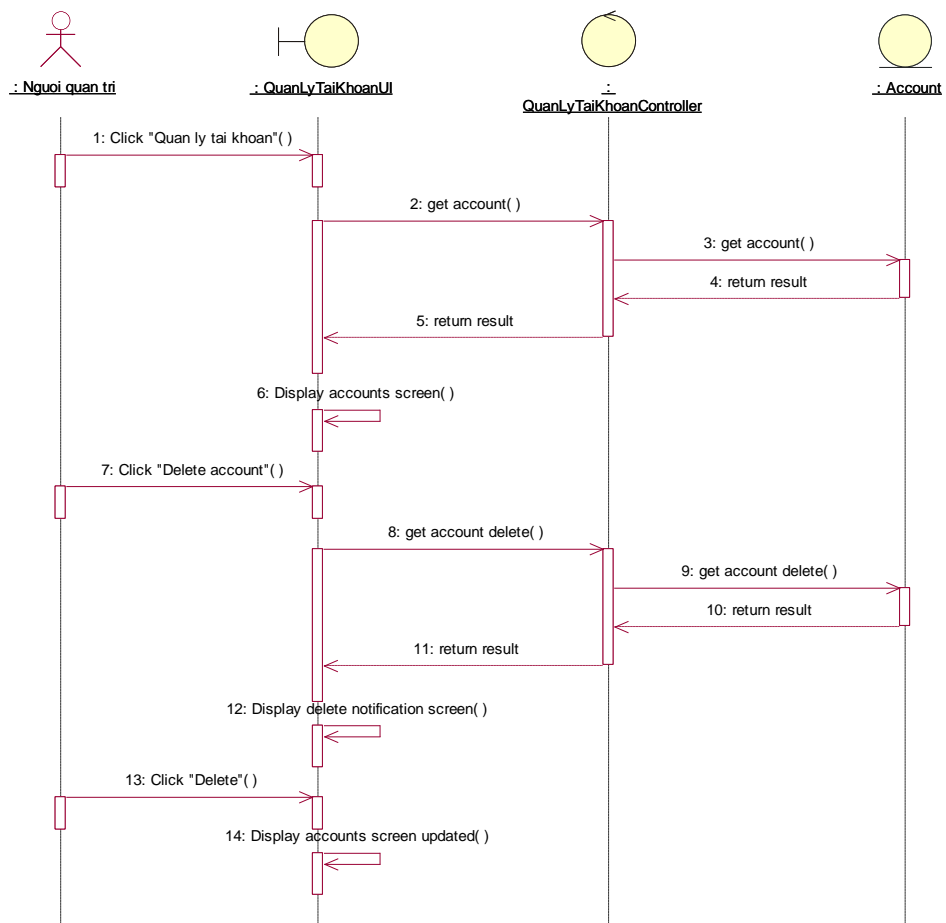 : Nguoi quan tri
: QuanLyTaiKhoanUI
:
QuanLyTaiKhoanController
: Account
1: Click "Quan ly tai khoan"( )
2: get account( )
3: get account( )
4: return result
5: return result
6: Display accounts screen( )
7: Click "Delete account"( )
8: get account delete( )
9: get account delete( )
10: return result
11: return result
12: Display delete notification screen( )
13: Click "Delete"( )
14: Display accounts screen updated( )